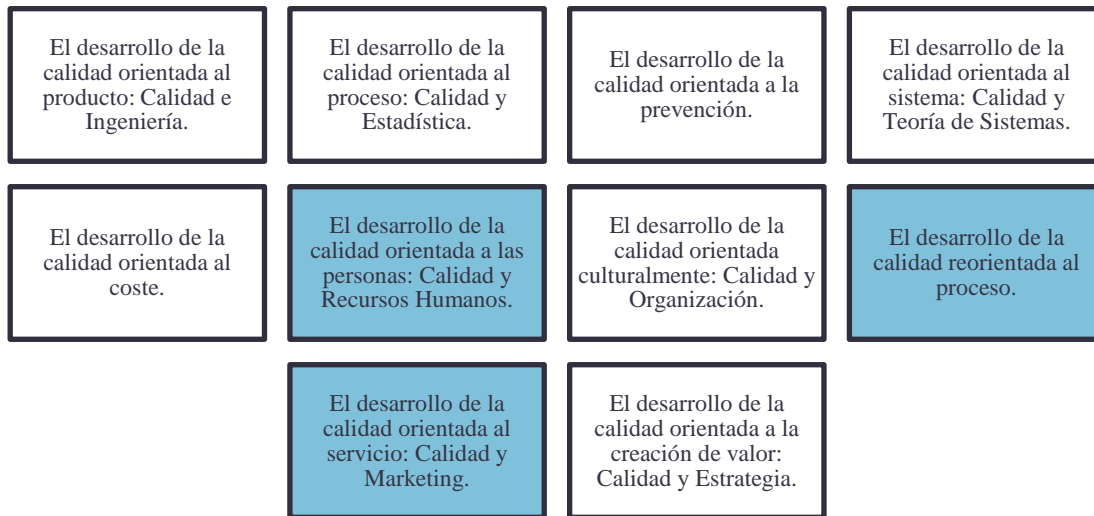 El desarrollo de la
calidad orientada al
producto: Calidad e
Ingeniería.
El desarrollo de la
calidad orientada al
proceso: Calidad y
Estadística.
El desarrollo de la
calidad orientada a la
prevención.
El desarrollo de la
calidad orientada al
sistema: Calidad y
Teoría de Sistemas.
El desarrollo de la
calidad orientada al
coste.
El desarrollo de la
calidad orientada a las
personas: Calidad y
Recursos Humanos.
El desarrollo de la
calidad orientada
culturalmente: Calidad y
Organización.
El desarrollo de la
calidad reorientada al
proceso.
El desarrollo de la
calidad orientada al
servicio: Calidad y
Marketing.
El desarrollo de la
calidad orientada a la
creación de valor:
Calidad y Estrategia.